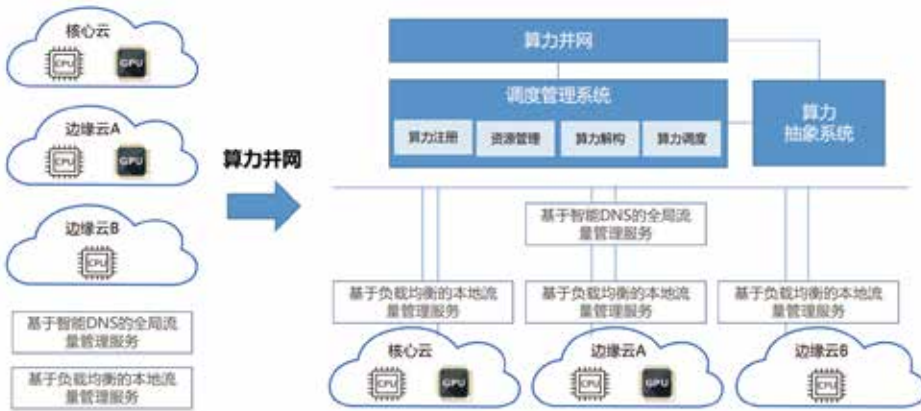 核心云
CPU
GPU
边缘云A
CPU
GPU
边缘云B
CPU
基于智能DNS的全局流
量管理服务
基于负载均衡的本地流
量管理服务
算力并网
算力并网
调度管理系统
算力注册
资源管理
算力解构
算力调度
算力
抽象系统
基于智能DNS的全局流
量管理服务
基于负载均衡的本地流
量管理服务
基于负载均衡的本地流
量管理服务
基于负载均衡的本地流
量管理服务
核心云
CPU
GPU
边缘云A
CPU
GPU
边缘云B
CPU